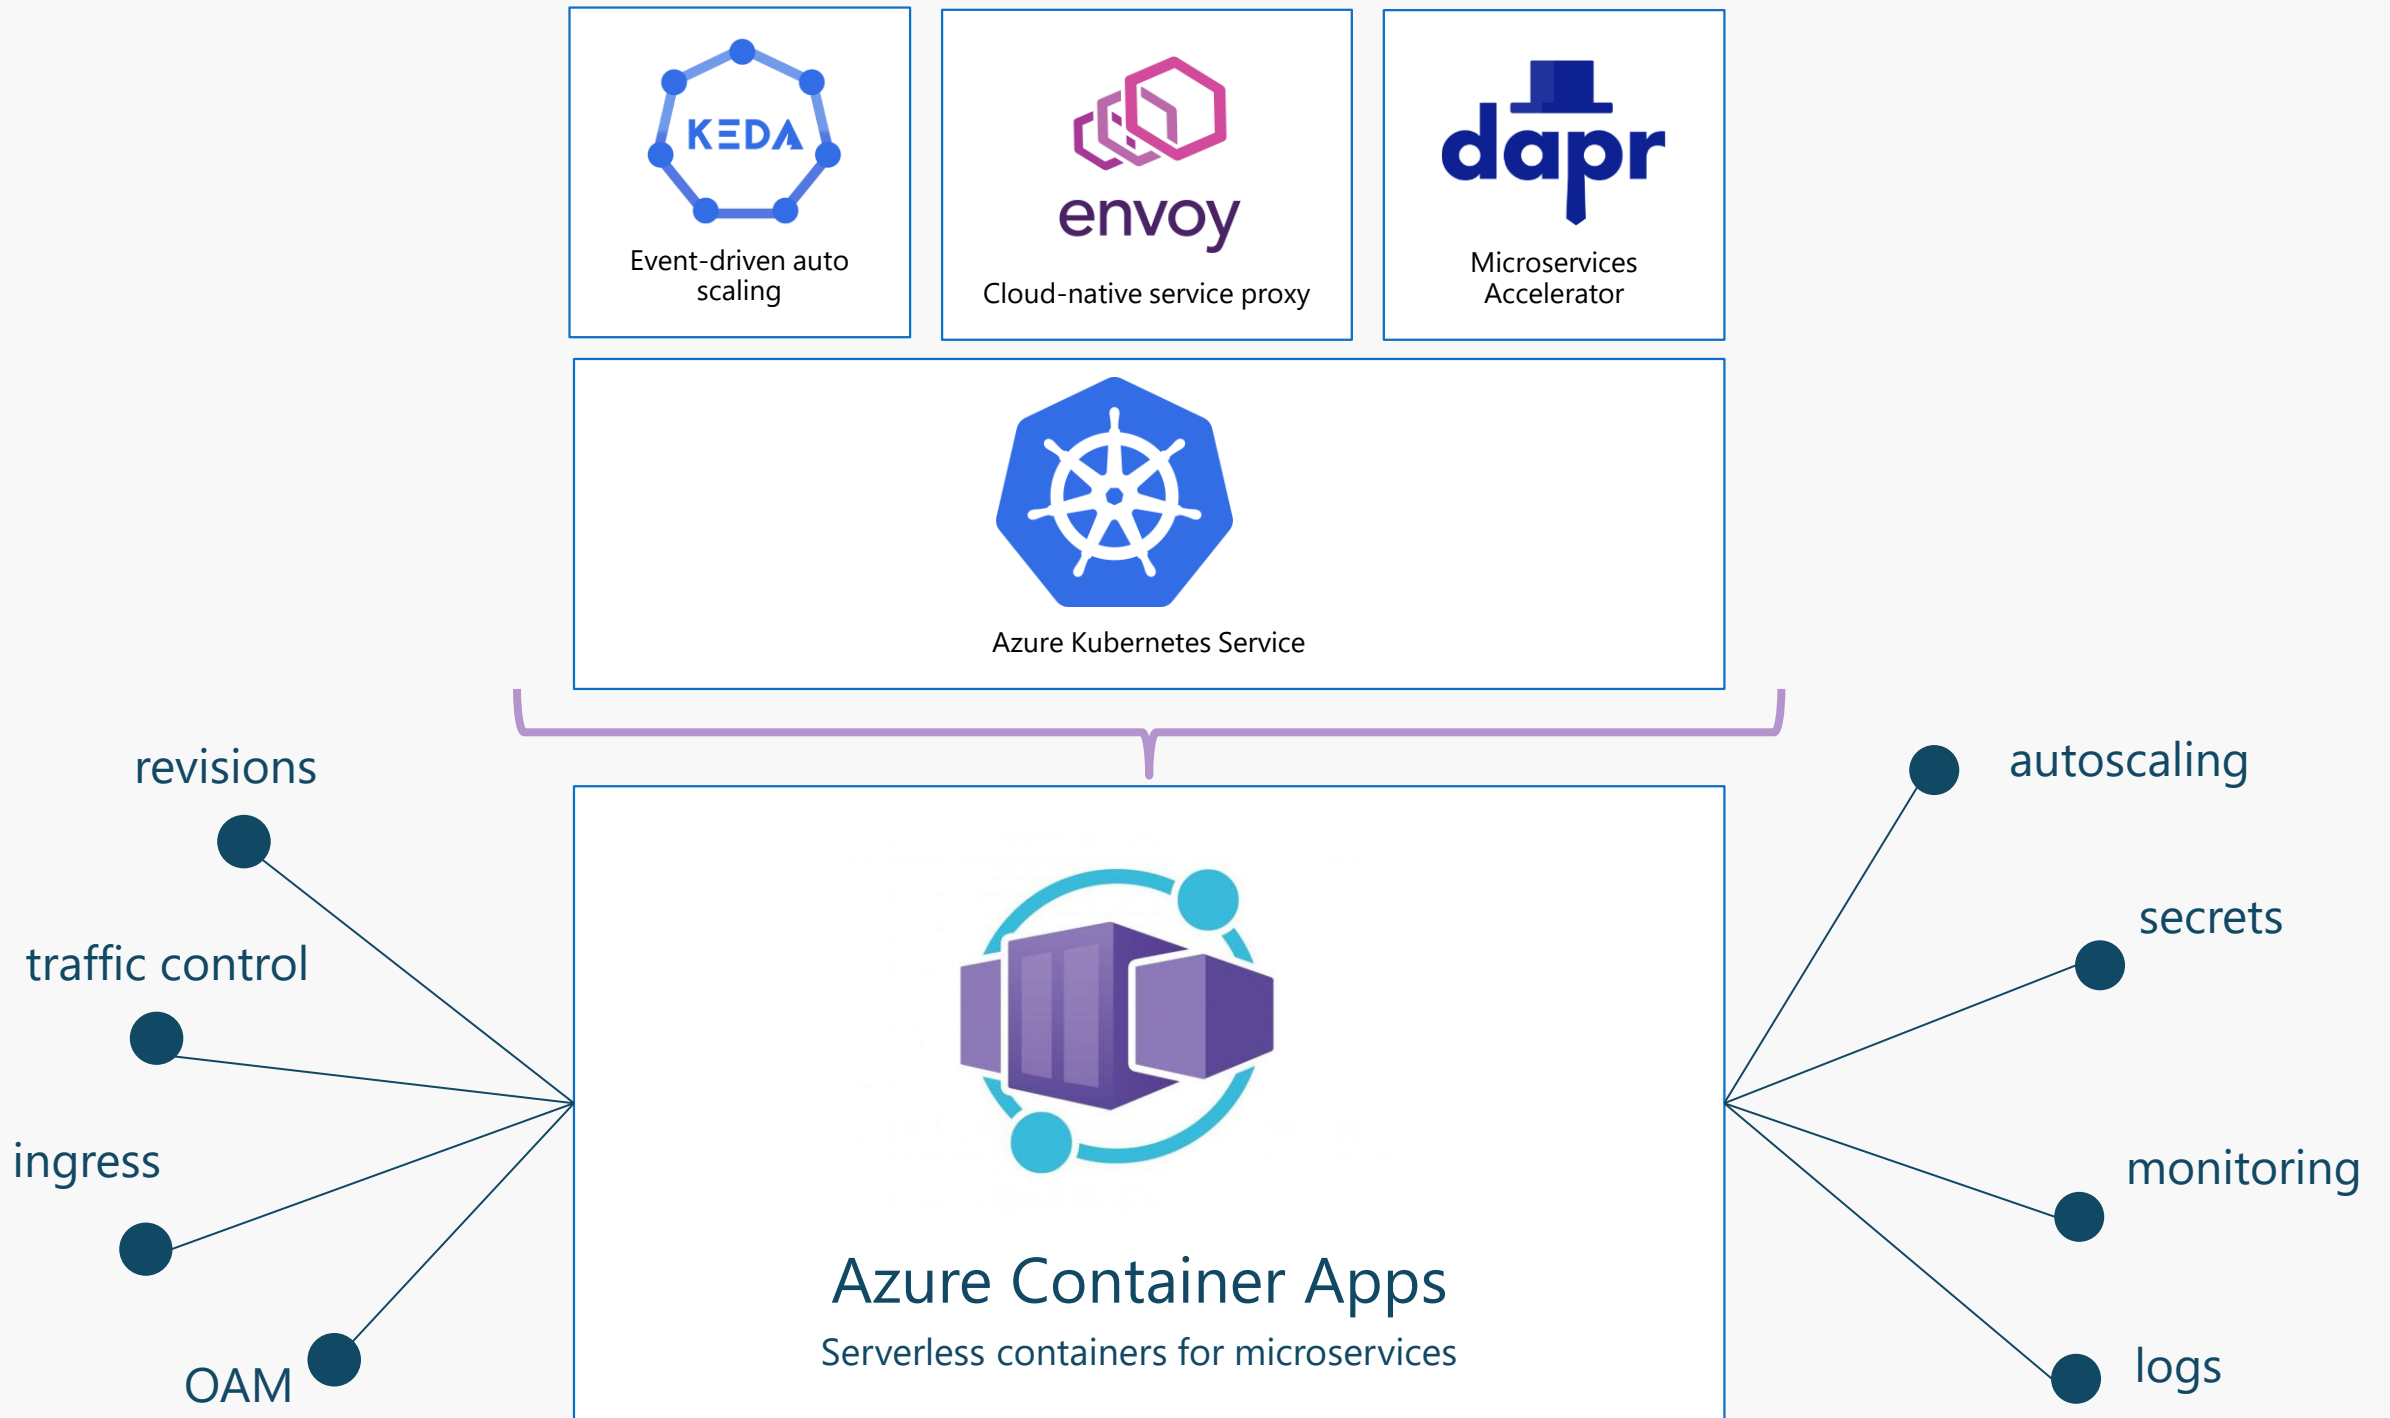 KEDA
Event-driven auto
scaling
envoy
Cloud-native service proxy
dapr
Microservices
Accelerator
Azure Kubernetes Service
revisions
traffic control
ingress
OAM
Azure Container Apps
Serverless containers for microservices
autoscaling
secrets
monitoring
logs